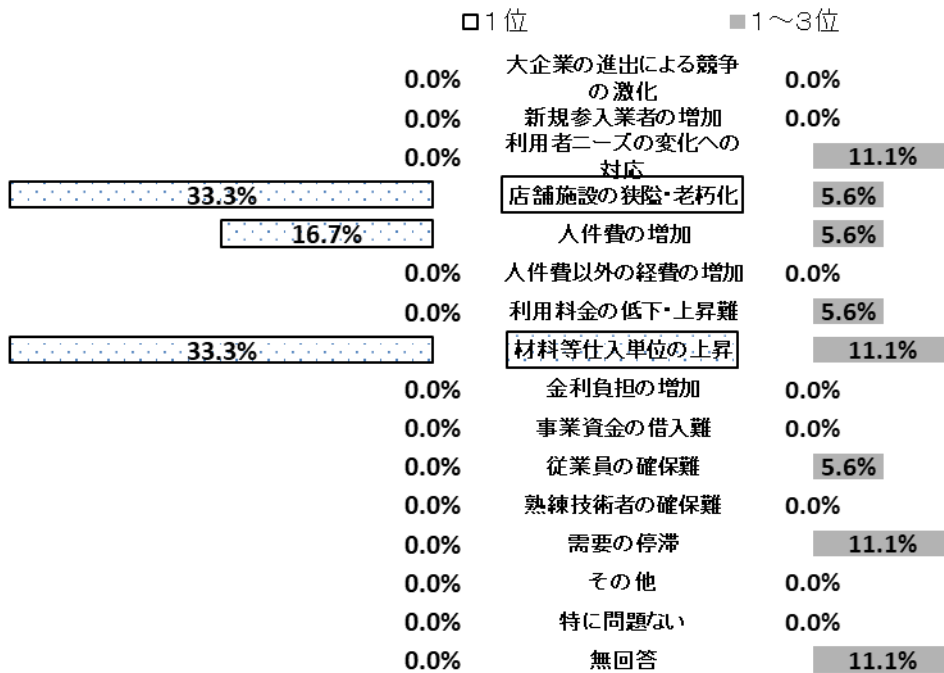 1位 1～3位
0.0% 大企業の進出による競争の激化 0.0%
0.0% 新規参入業者の増加 0.0%
0.0% 利用者ニーズの変化への対応 11.1%
33.3% 店舗施設の狭隘・老朽化 5.6%
16.7% 人件費の増加 5.6%
0.0% 人件費以外の経費の増加 0.0%
0.0% 利用料金の低下・上昇難 5.6%
33.3% 材料等仕入単位の上昇 11.1%
0.0% 金利負担の増加 0.0%
0.0% 事業資金の借入難 0.0%
0.0% 従業員の確保難 5.6%
0.0% 熟練技術者の確保難 0.0%
0.0% 需要の停滞 11.1%
0.0% その他 0.0%
0.0% 特に問題ない 0.0%
0.0% 無回答 11.1%